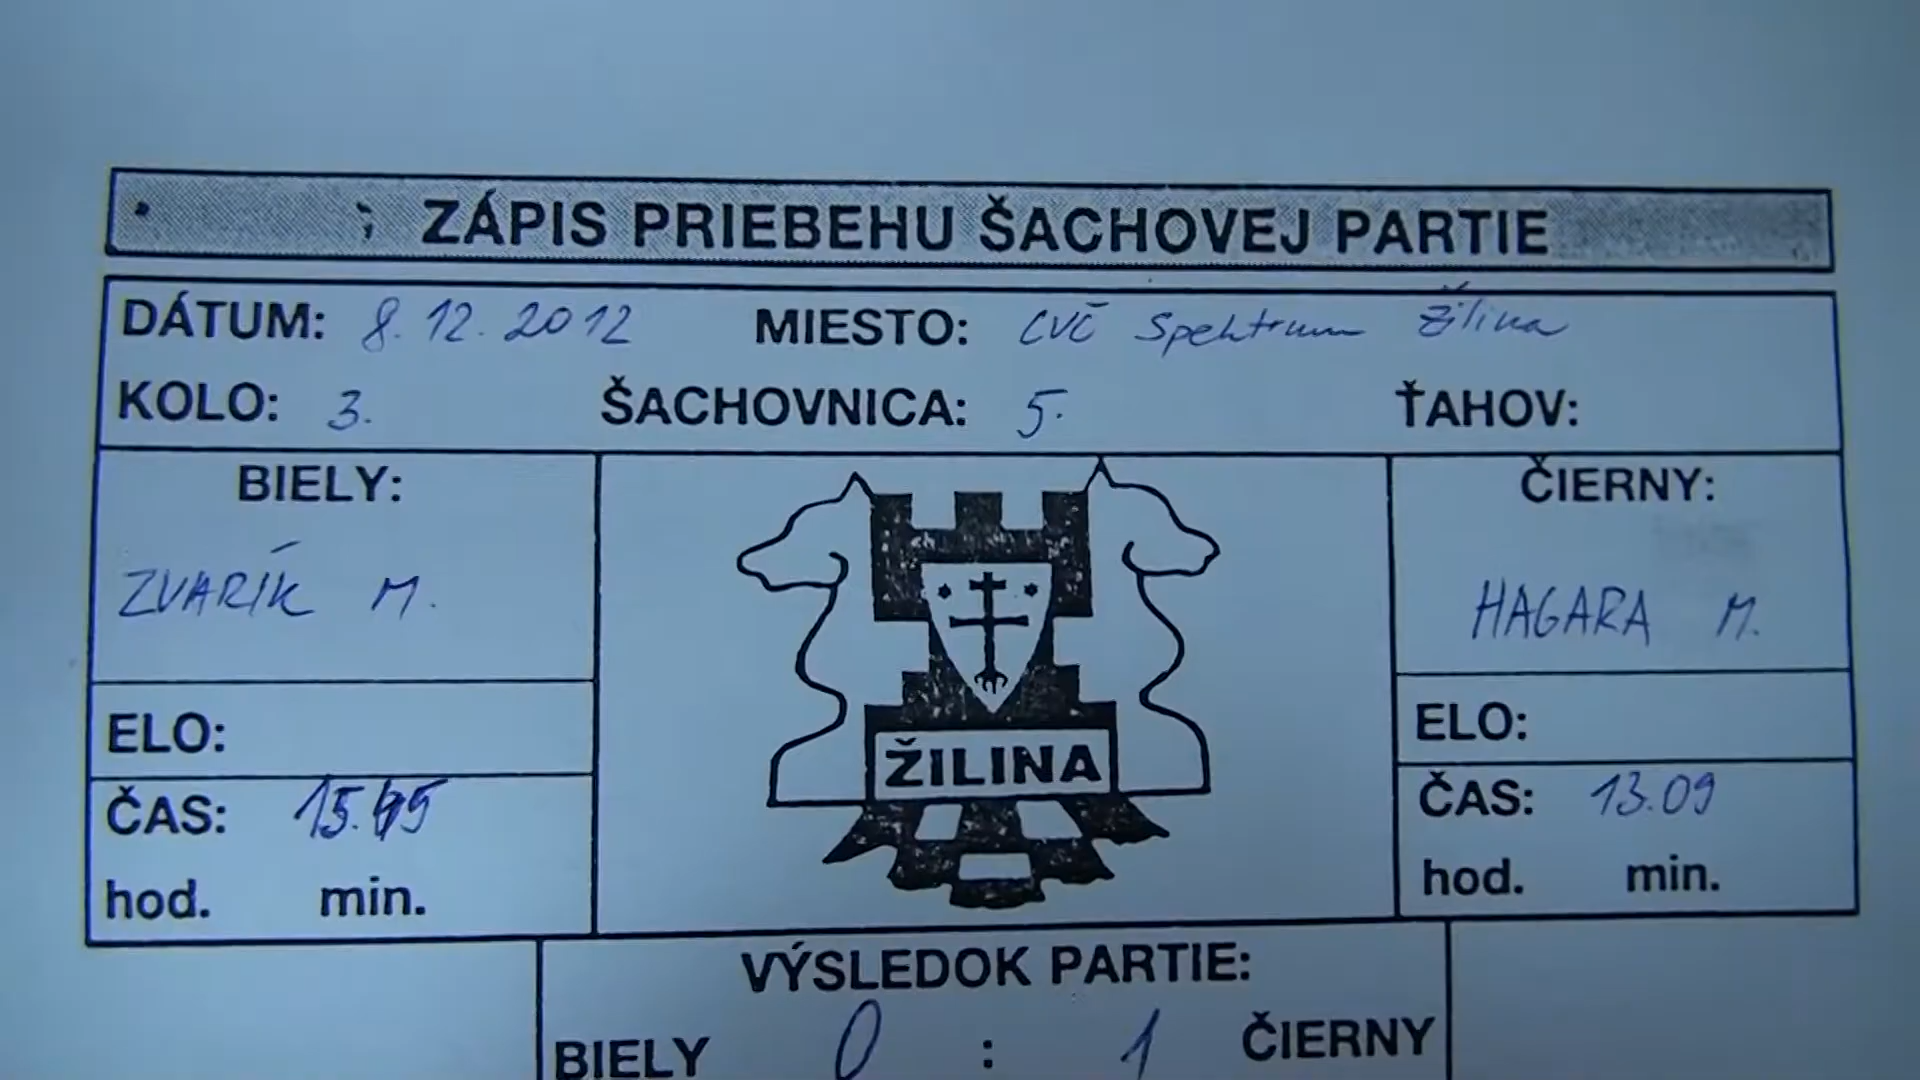 ZÁPIS PRIEBEHU ŠACHOVEJ PARTIE
DÁTUM: 8. 12. 2012 MIESTO: CVČ Spektrum Žilina
KOLO: 3. ŠACHOVNICA: 5. ŤAHOV:
BIELY: ČIERNY:
ZVARÍK M. HAGARA M.
ELO: ELO:
ŽILINA
ČAS: ČAS: 13.09
hod. min. hod. min.
VÝSLEDOK PARTIE:
BIELY 0 : 1 ČIERNY